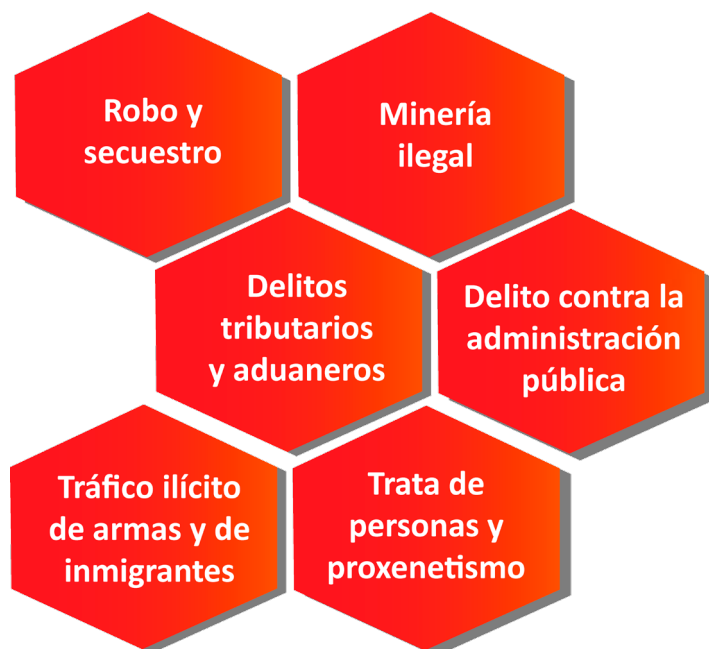 Robo y
secuestro
Minería
ilegal
Delitos
tributarios
y aduaneros
Delito contra la
administración
pública
Tráfico ilícito
de armas y de
inmigrantes
Trata de
personas y
proxenetismo